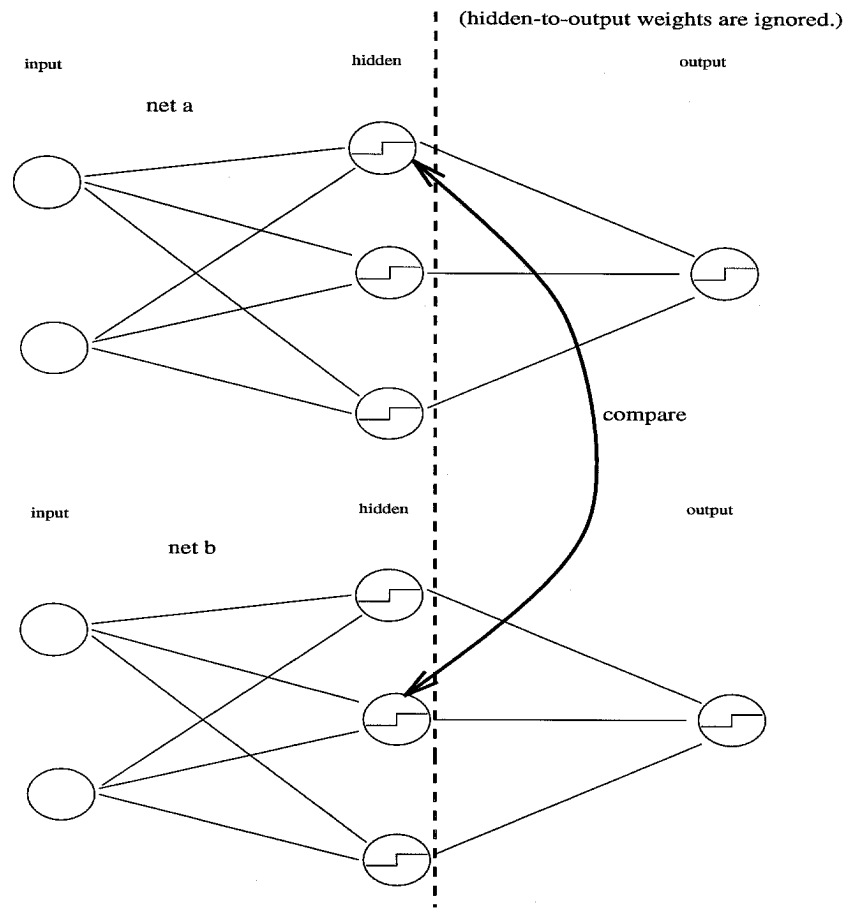 (hidden-to-output weights are ignored.)
input
hidden
output
net a
compare
input
hidden
output
net b